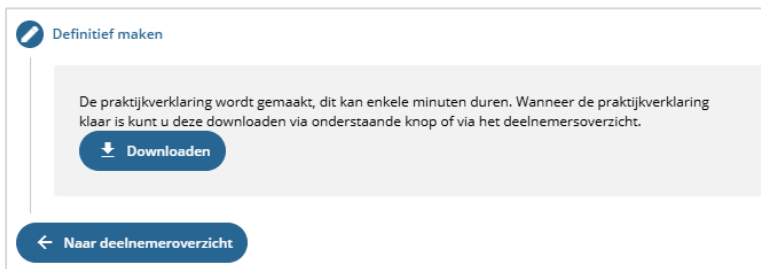 Definitief maken
De praktijkverklaring wordt gemaakt, dit kan enkele minuten duren. Wanneer de praktijkverklaring
klaar is kunt u deze downloaden via onderstaande knop of via het deelnemersoverzicht.
Downloaden
Naar deelnemeroverzicht